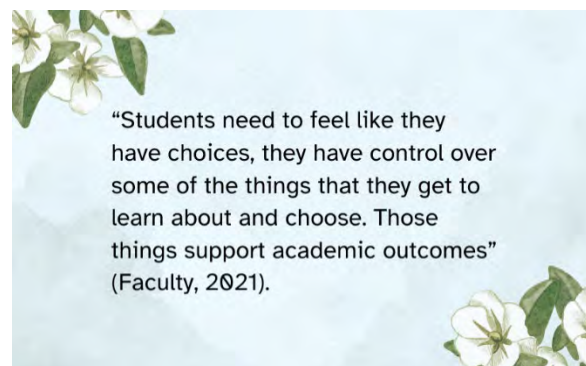 “Students need to feel like they
have choices, they have control over
some of the things that they get to
learn about and choose. Those
things support academic outcomes”
(Faculty, 2021).